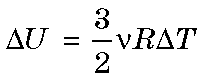 ΔU = 3/2 νRΔT